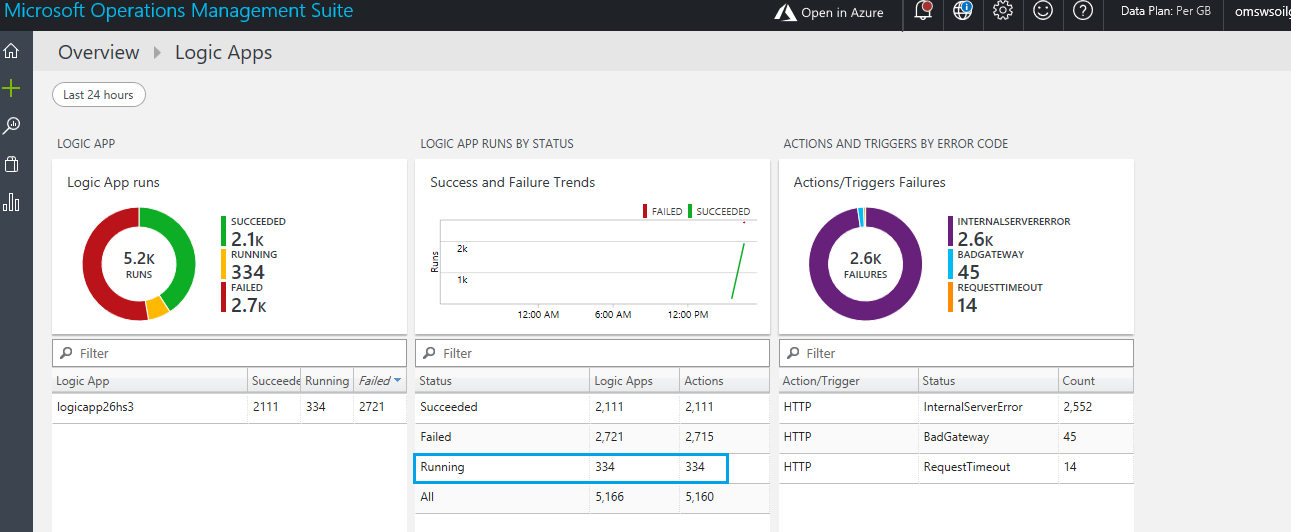 Microsoft Operations Management Suite
Open in Azure
Data Plan: Per GB
omswsoilg
Overview Logic Apps
Last 24 hours
LOGIC APP
Logic App runs
5.2K
RUNS
SUCCEEDED
2.1K
RUNNING
334
FAILED
2.7K
Filter
Logic App Succeede Running Failed
logicapp26hs3 2111 334 2721
LOGIC APP RUNS BY STATUS
Success and Failure Trends
FAILED SUCCEEDED
Runs
2k
1k
12:00 AM 6:00 AM 12:00 PM
Filter
Status Logic Apps Actions
Succeeded 2,111 2,111
Failed 2,721 2,715
Running 334 334
All 5,166 5,160
ACTIONS AND TRIGGERS BY ERROR CODE
Actions/Triggers Failures
2.6K
FAILURES
INTERNALSERVERERROR
2.6K
BADGATEWAY
45
REQUESTTIMEOUT
14
Filter
Action/Trigger Status Count
HTTP InternalServerError 2,552
HTTP BadGateway 45
HTTP RequestTimeout 14